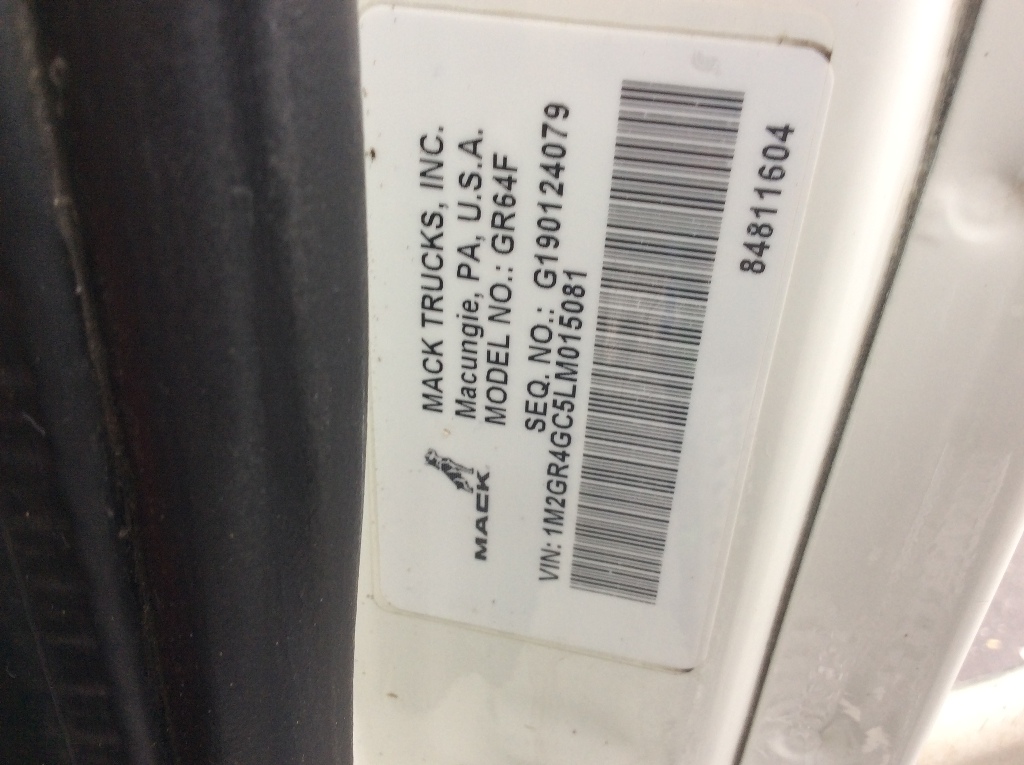 MACK
MACK TRUCKS, INC.
Macungie, PA, U.S.A.
MODEL NO.: GR64F
SEQ. NO.: G190124079
VIN: 1M2GR4GC5LM015081
84811604